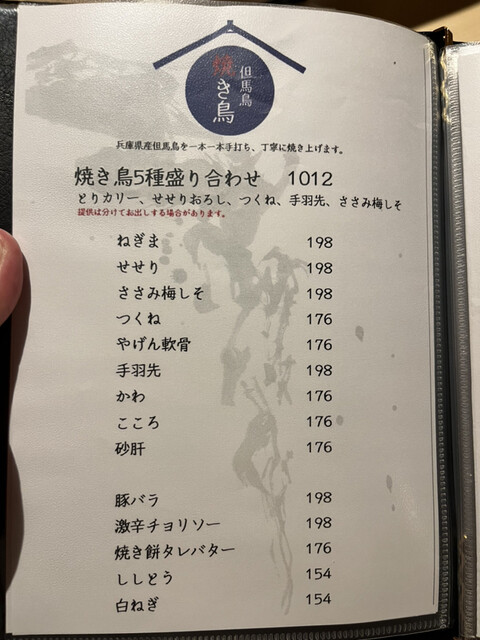 但馬鳥
焼き鳥
兵庫県産但馬鳥を一本一本手打ち、丁寧に焼き上げます。
焼き鳥5種盛り合わせ 1012
とりカリー、せせりおろし、つくね、手羽先、ささみ梅しそ
提供は分けてお出しする場合があります。
ねぎま 198
せせり 198
ささみ梅しそ 198
つくね 176
やげん軟骨 176
手羽先 198
かわ 176
こころ 176
砂肝 176
豚バラ 198
激辛チョリソー 198
焼き餅タレバター 176
ししとう 154
白ねぎ 154